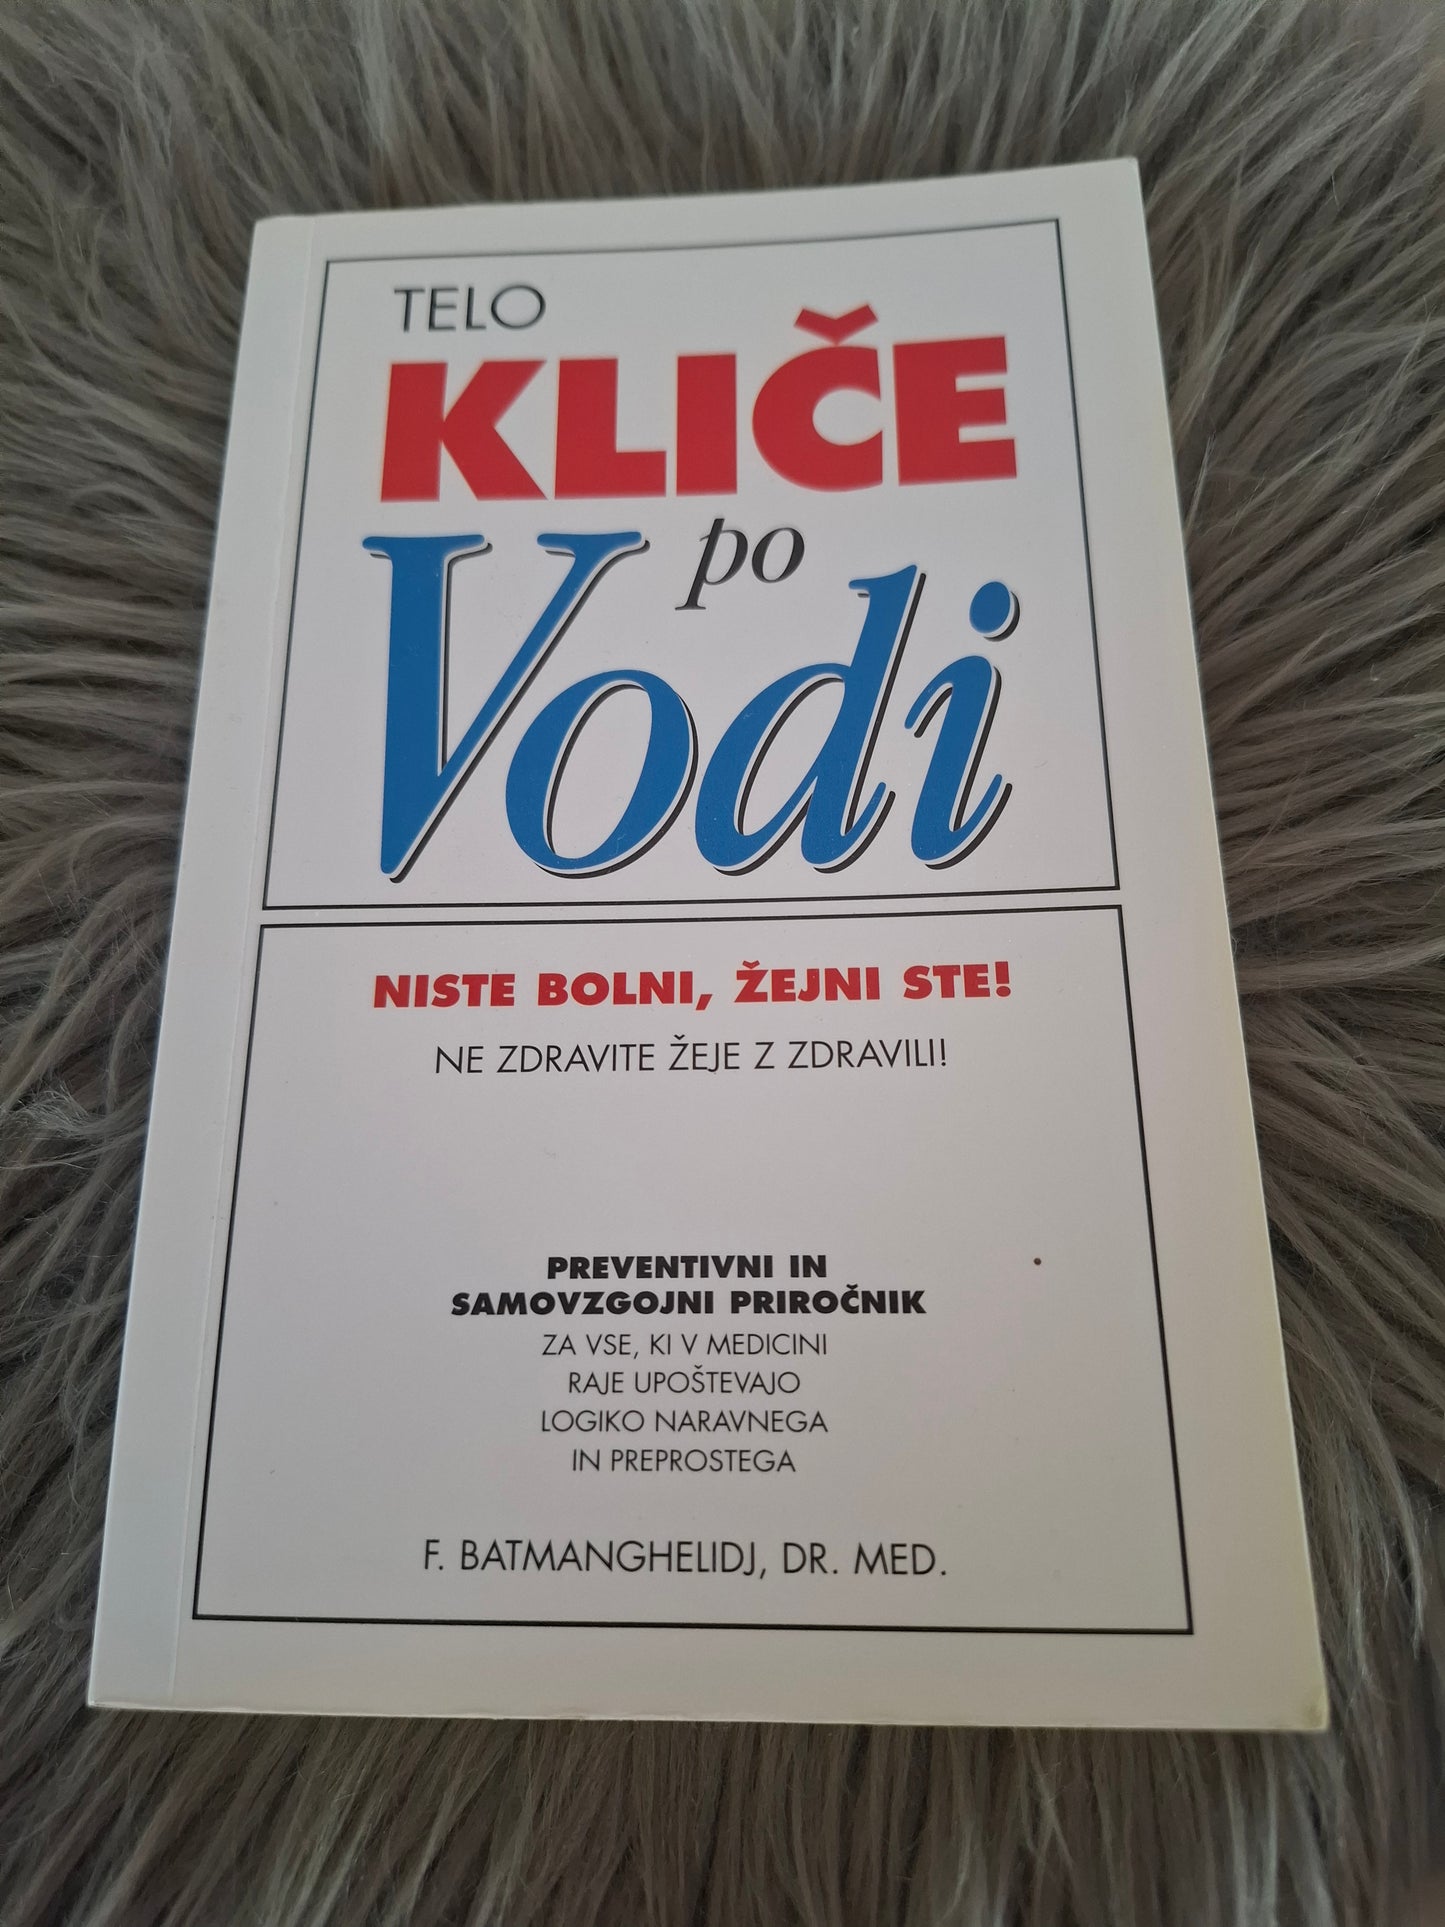 TELO
KLIČE
po
Vodi
NISTE BOLNI, ŽEJNI STE!
NE ZDRAVITE ŽEJE Z ZDRAVILI!
PREVENTIVNI IN
SAMOVZGOJNI PRIROČNIK
ZA VSE, KI V MEDICINI
RAJE UPOŠTEVAJO
LOGIKO NARAVNEGA
IN PREPROSTEGA
F. BATMANGHELIDJ, DR. MED.